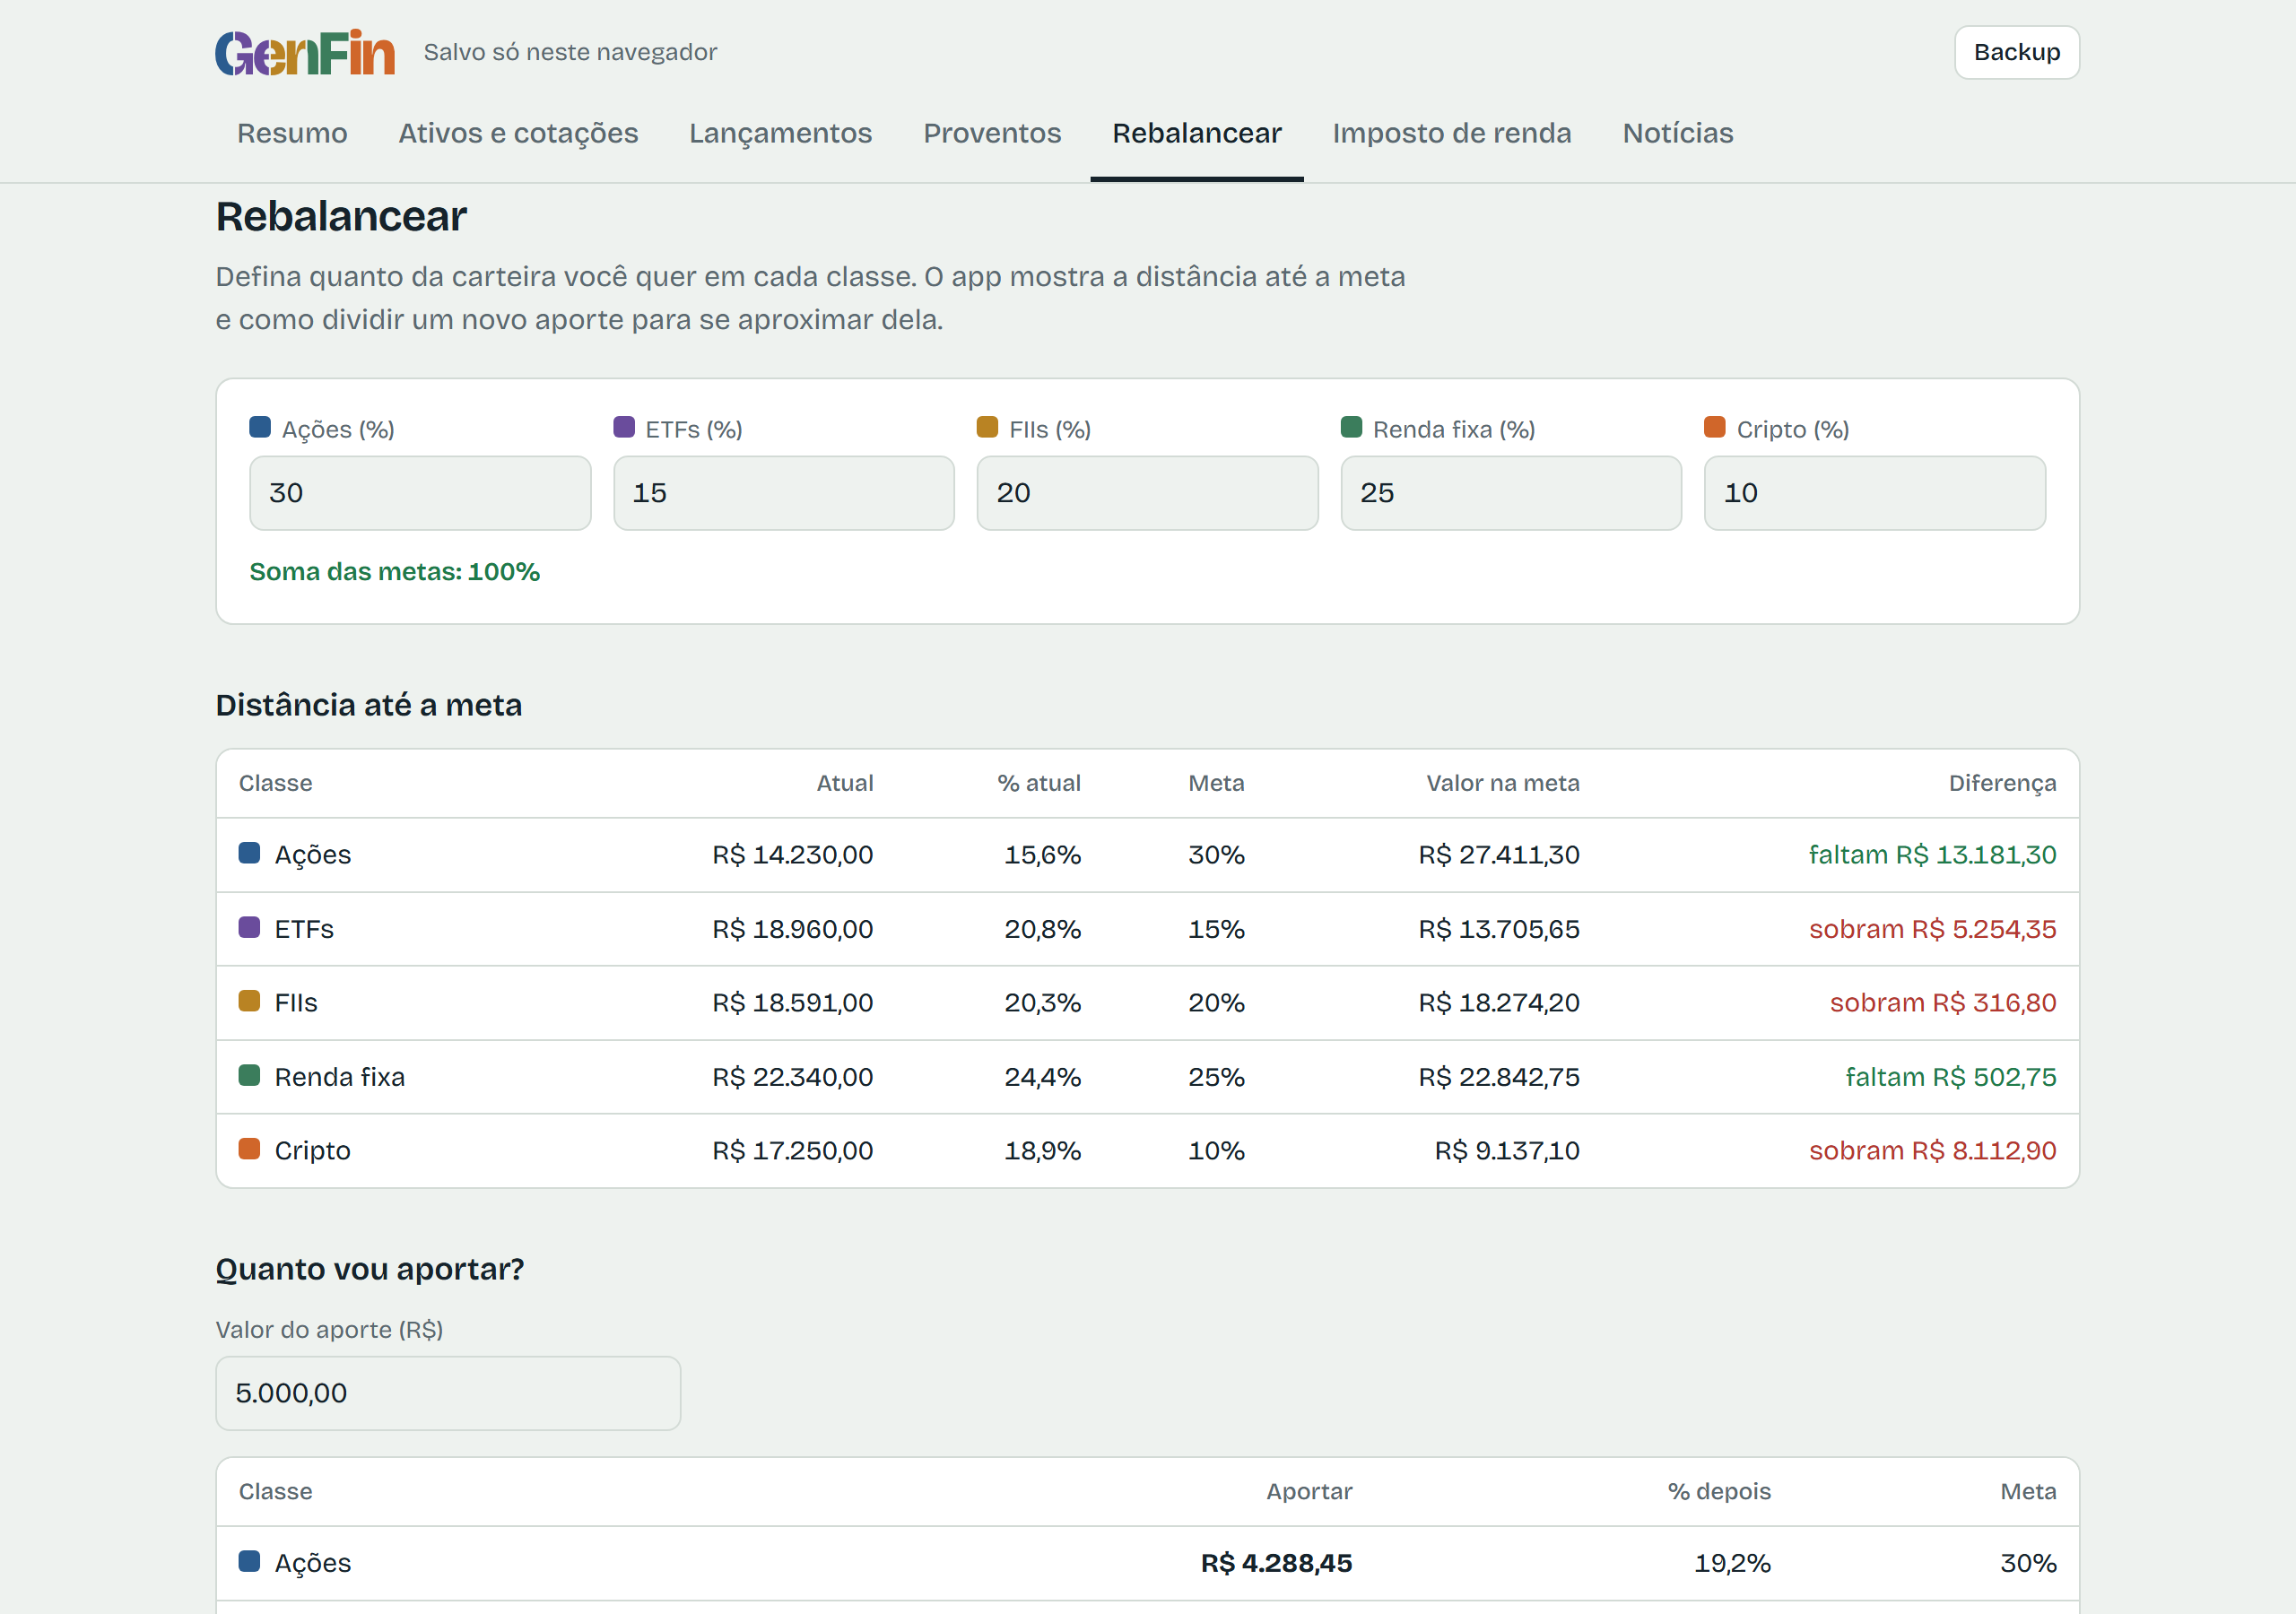 GenFin Salvo só neste navegador Backup
Resumo Ativos e cotações Lançamentos Proventos Rebalancear Imposto de renda Notícias
Rebalancear
Defina quanto da carteira você quer em cada classe. O app mostra a distância até a meta
e como dividir um novo aporte para se aproximar dela.
Ações (%) ETFs (%) FIIs (%) Renda fixa (%) Cripto (%)
30 15 20 25 10
Soma das metas: 100%
Distância até a meta
Classe Atual % atual Meta Valor na meta Diferença
Ações R$ 14.230,00 15,6% 30% R$ 27.411,30 faltam R$ 13.181,30
ETFs R$ 18.960,00 20,8% 15% R$ 13.705,65 sobram R$ 5.254,35
FIIs R$ 18.591,00 20,3% 20% R$ 18.274,20 sobram R$ 316,80
Renda fixa R$ 22.340,00 24,4% 25% R$ 22.842,75 faltam R$ 502,75
Cripto R$ 17.250,00 18,9% 10% R$ 9.137,10 sobram R$ 8.112,90
Quanto vou aportar?
Valor do aporte (R$)
5.000,00
Classe Aportar % depois Meta
Ações R$ 4.288,45 19,2% 30%